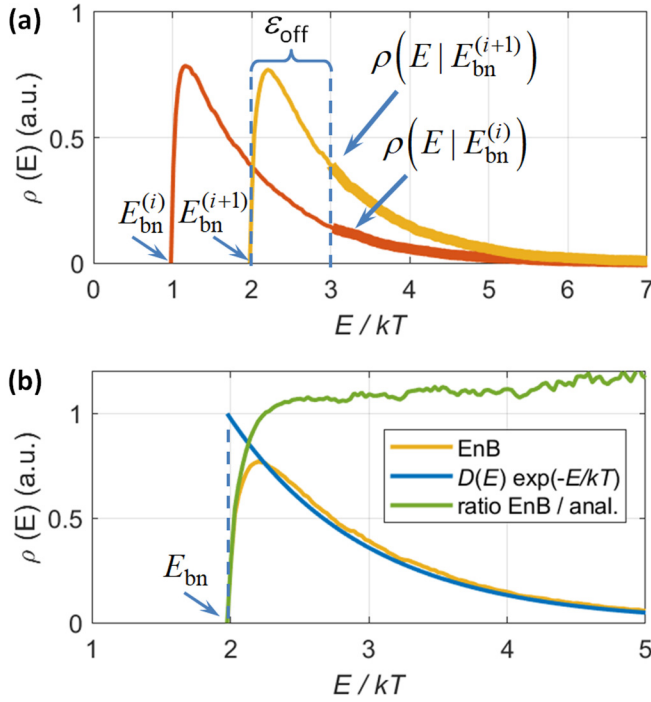 (a)
ε_off
ρ(E | E_bn^(i+1))
ρ(E | E_bn^(i))
E_bn^(i)
E_bn^(i+1)
ρ (E) (a.u.)
1
0.5
0
0 1 2 3 4 5 6 7
E / kT
(b)
ρ (E) (a.u.)
1
0.5
0
EnB
D(E) exp(-E/kT)
ratio EnB / anal.
E_bn
1 2 3 4 5
E / kT